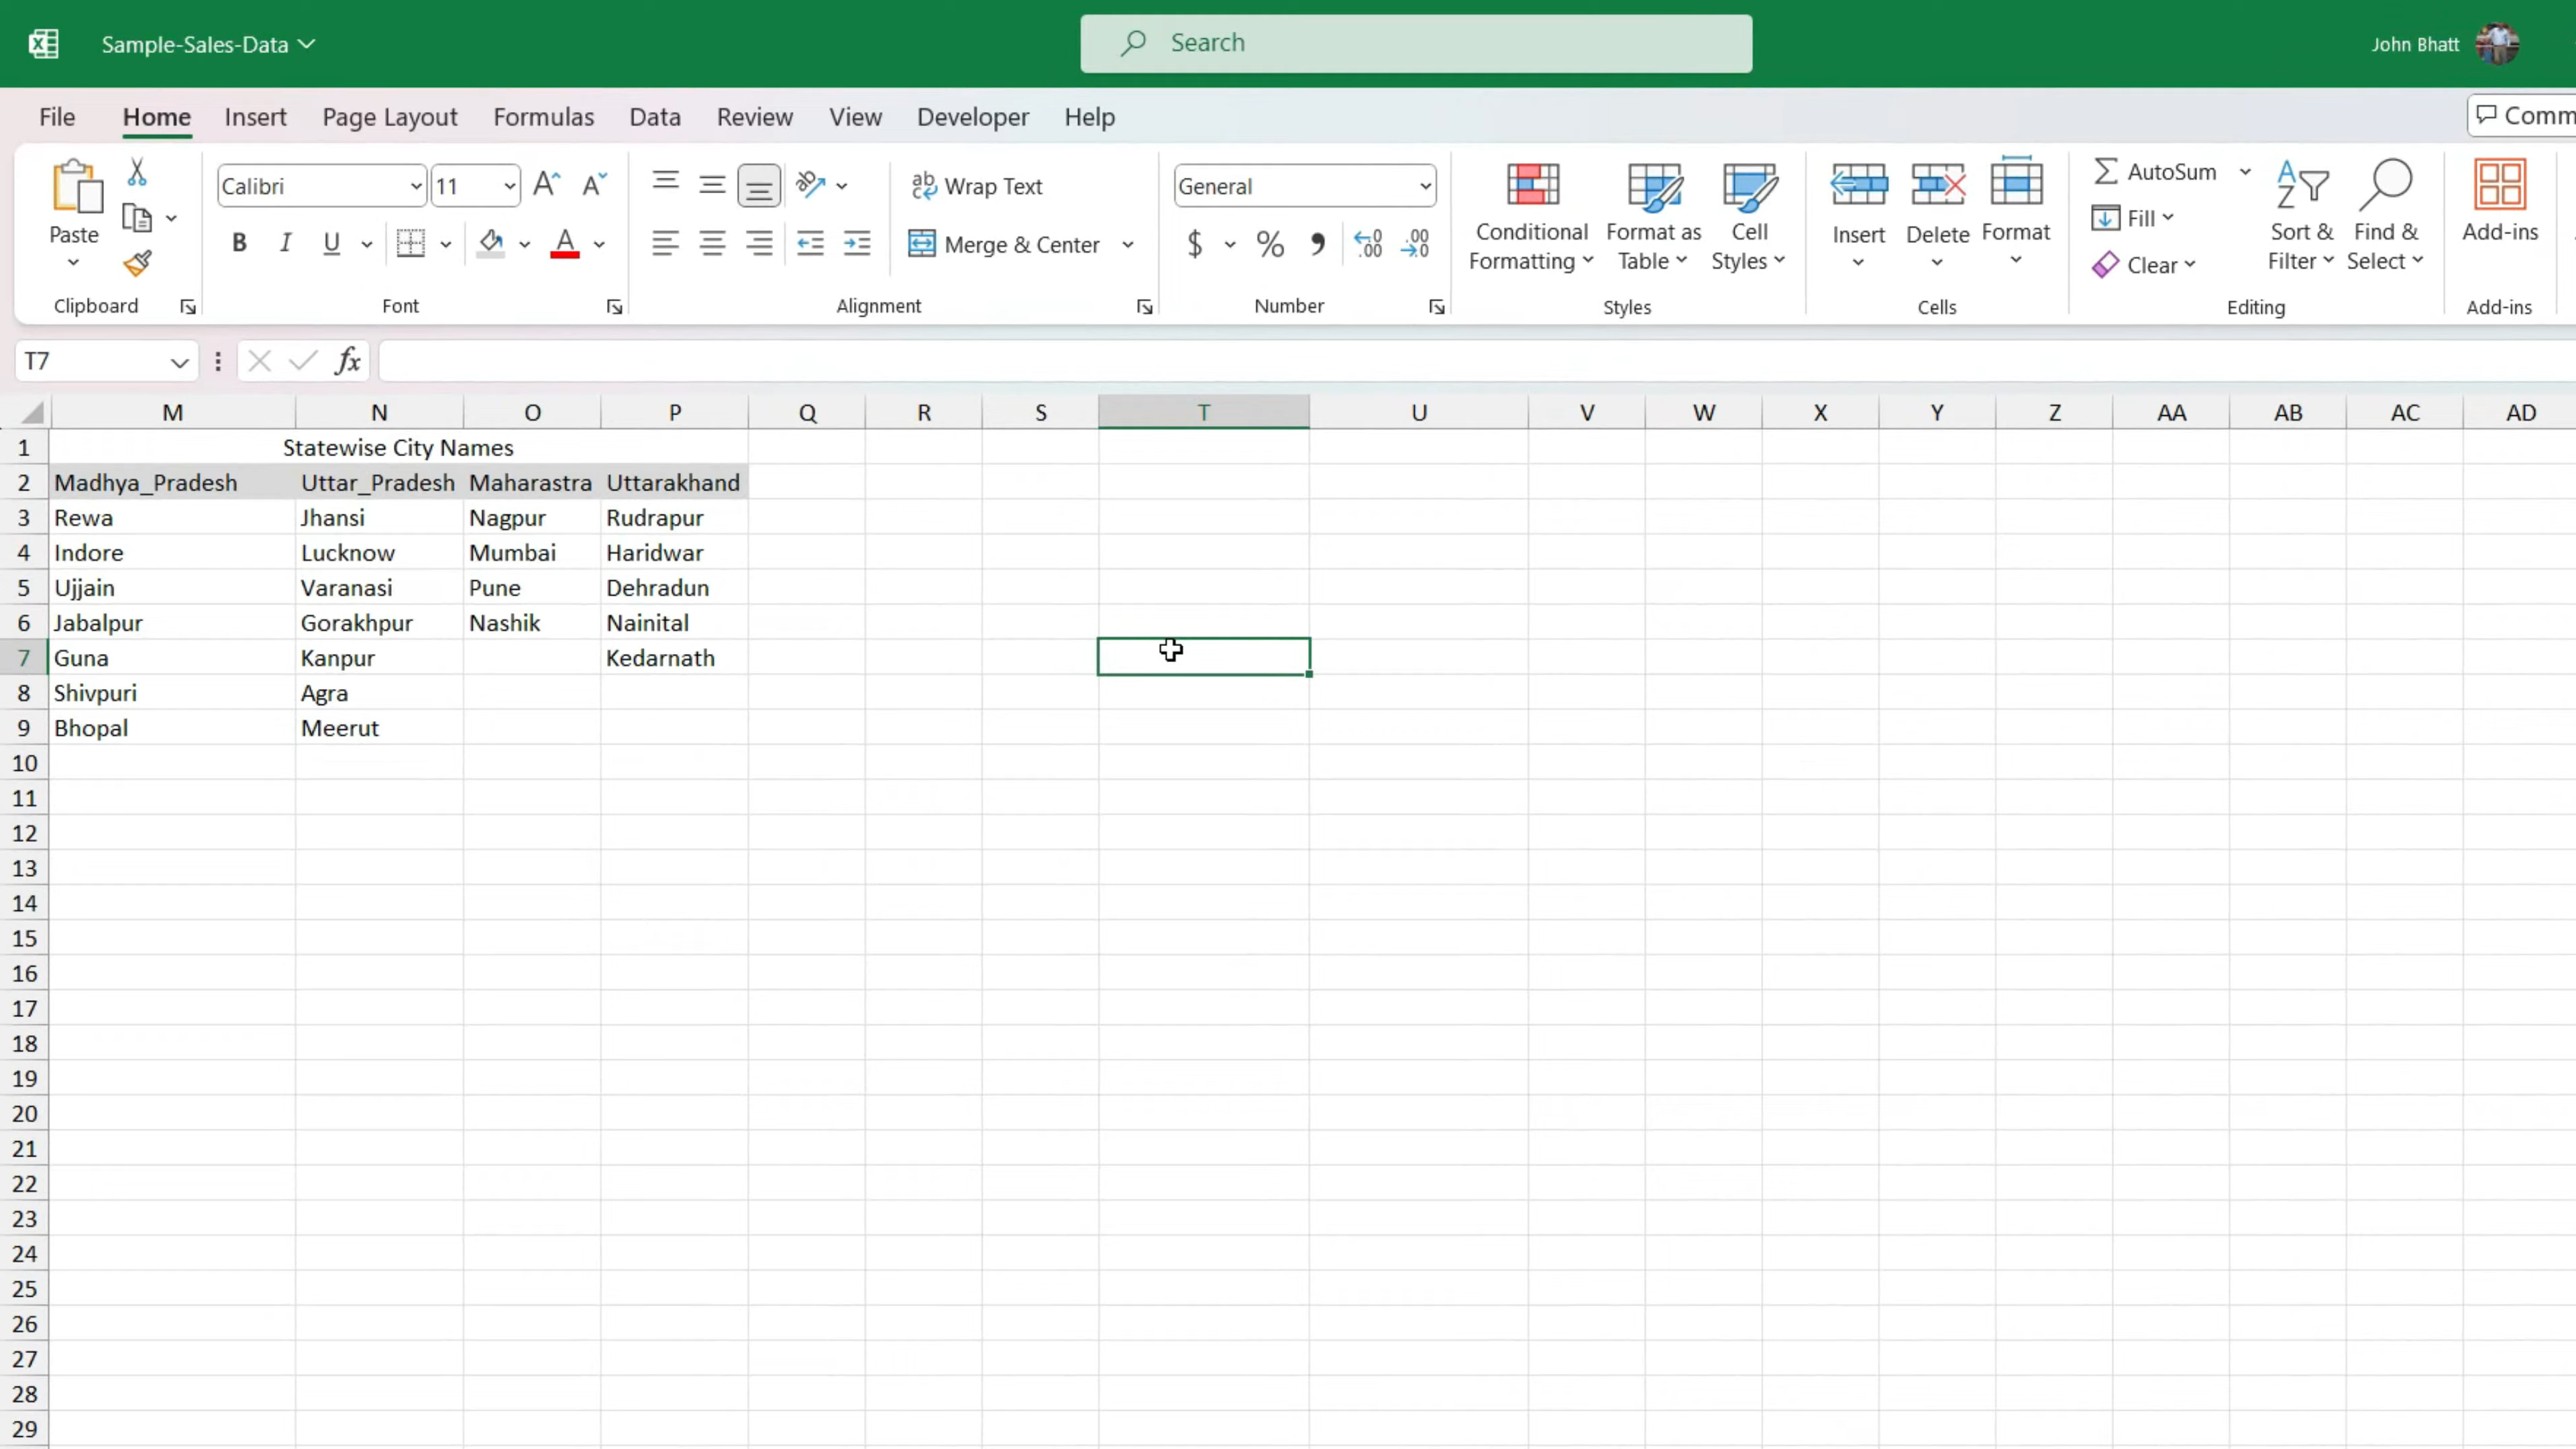 Sample-Sales-Data
Search
John Bhatt
File Home Insert Page Layout Formulas Data Review View Developer Help
Comm
Paste
Clipboard
Calibri 11
B I U
Font
Wrap Text
Merge & Center
Alignment
General
$ % ,
Number
Conditional Formatting
Format as Table
Cell Styles
Styles
Insert
Delete
Format
Cells
AutoSum
Fill
Clear
Sort & Filter
Find & Select
Editing
Add-ins
Add-ins
T7
fx
M N O P Q R S T U V W X Y Z AA AB AC AD
1 Statewise City Names
2 Madhya_Pradesh Uttar_Pradesh Maharastra Uttarakhand
3 Rewa Jhansi Nagpur Rudrapur
4 Indore Lucknow Mumbai Haridwar
5 Ujjain Varanasi Pune Dehradun
6 Jabalpur Gorakhpur Nashik Nainital
7 Guna Kanpur Kedarnath
8 Shivpuri Agra
9 Bhopal Meerut
10
11
12
13
14
15
16
17
18
19
20
21
22
23
24
25
26
27
28
29